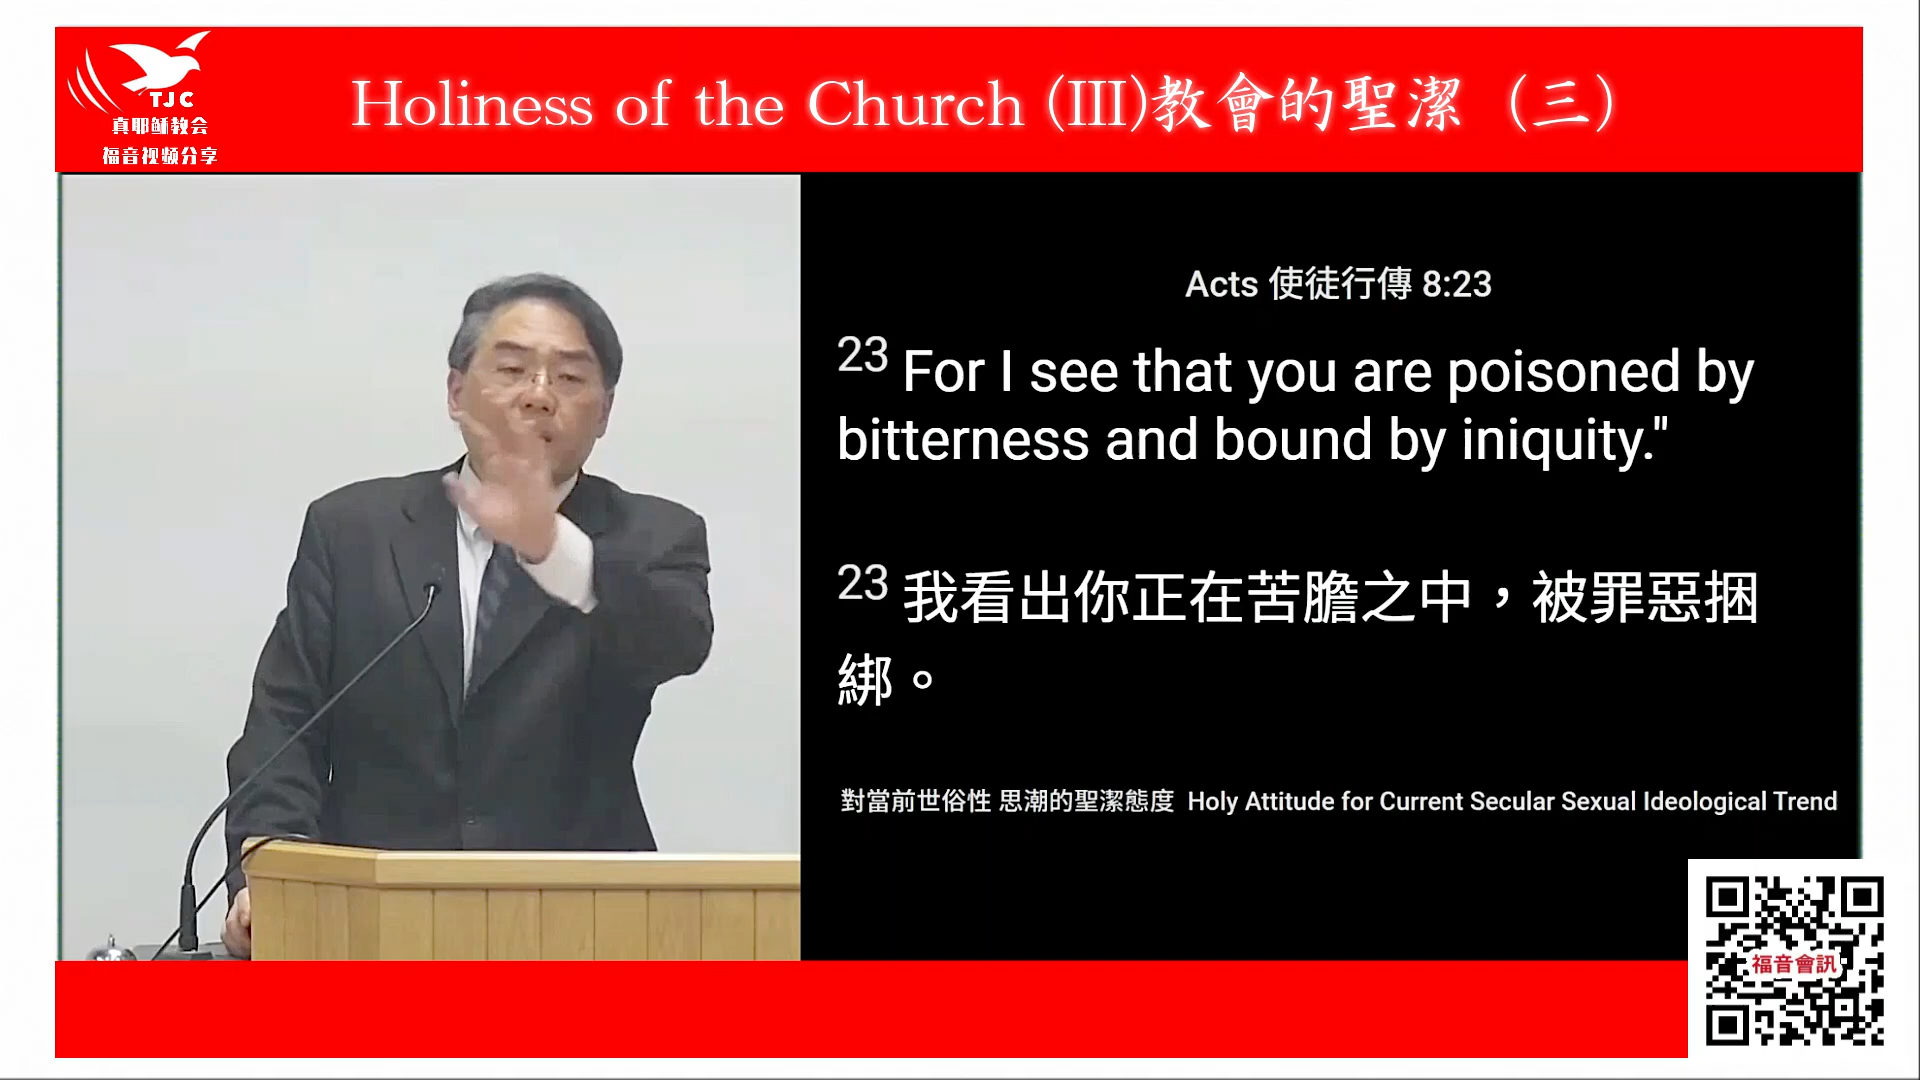 TJC
真耶稣教会
福音视频分享
Holiness of the Church (III)教會的聖潔（三）
Acts 使徒行傳 8:23
23 For I see that you are poisoned by
bitterness and bound by iniquity."
23 我看出你正在苦膽之中，被罪惡捆
綁。
對當前世俗性 思潮的聖潔態度 Holy Attitude for Current Secular Sexual Ideological Trend
福音會訊